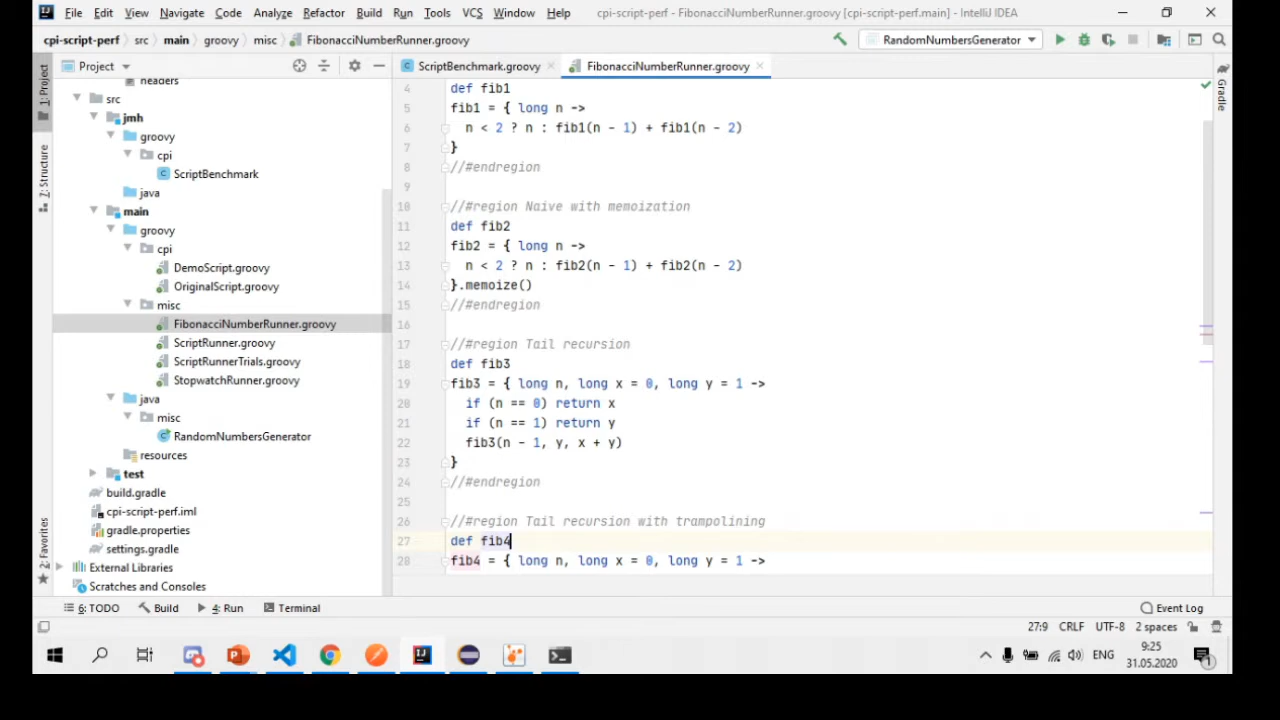 File Edit View Navigate Code Analyze Refactor Build Run Tools VCS Window Help cpi-script-perf - FibonacciNumberRunner.groovy [cpi-script-perf.main] - IntelliJ IDEA
cpi-script-perf src main groovy misc FibonacciNumberRunner.groovy RandomNumbersGenerator
Project
ScriptBenchmark.groovy FibonacciNumberRunner.groovy
1: Project
7: Structure
2: Favorites
Gradle
headers
src
jmh
groovy
cpi
ScriptBenchmark
java
main
groovy
cpi
DemoScript.groovy
OriginalScript.groovy
misc
FibonacciNumberRunner.groovy
ScriptRunner.groovy
ScriptRunnerTrials.groovy
StopwatchRunner.groovy
java
misc
RandomNumbersGenerator
resources
test
build.gradle
cpi-script-perf.iml
gradle.properties
settings.gradle
External Libraries
Scratches and Consoles
4 def fib1
5 fib1 = { long n ->
6 n < 2 ? n : fib1(n - 1) + fib1(n - 2)
7 }
8 //#endregion
9
10 //#region Naive with memoization
11 def fib2
12 fib2 = { long n ->
13 n < 2 ? n : fib2(n - 1) + fib2(n - 2)
14 }.memoize()
15 //#endregion
16
17 //#region Tail recursion
18 def fib3
19 fib3 = { long n, long x = 0, long y = 1 ->
20 if (n == 0) return x
21 if (n == 1) return y
22 fib3(n - 1, y, x + y)
23 }
24 //#endregion
25
26 //#region Tail recursion with trampolining
27 def fib4
28 fib4 = { long n, long x = 0, long y = 1 ->
6: TODO Build 4: Run Terminal Event Log
27:9 CRLF UTF-8 2 spaces
ENG 9:25
31.05.2020
1